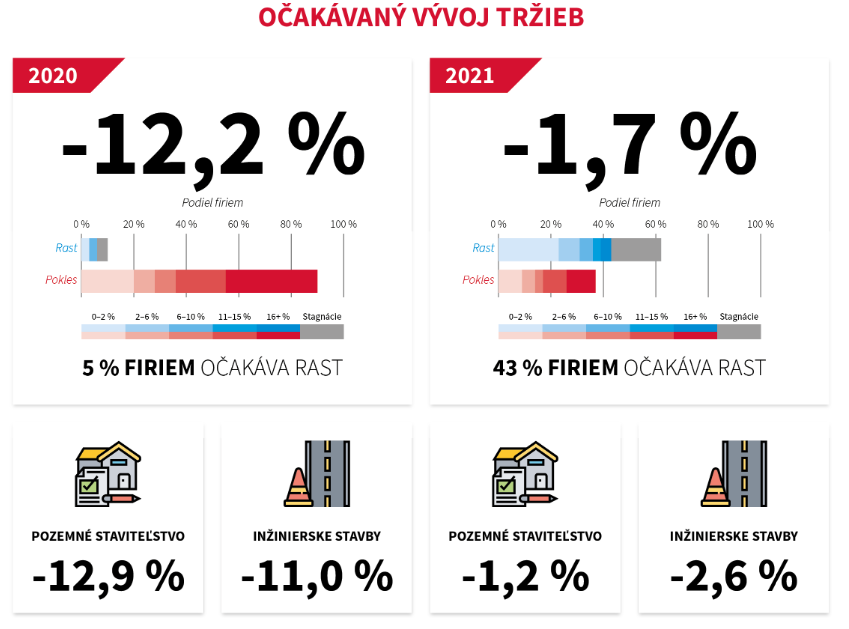 OČAKÁVANÝ VÝVOJ TRŽIEB
2020
-12,2 %
Podiel firiem
0 % 20 % 40 % 60 % 80 % 100 %
Rast
Pokles
0–2 % 2–6 % 6–10 % 11–15 % 16+ % Stagnácie
5 % FIRIEM OČAKÁVA RAST
2021
-1,7 %
Podiel firiem
0 % 20 % 40 % 60 % 80 % 100 %
Rast
Pokles
0–2 % 2–6 % 6–10 % 11–15 % 16+ % Stagnácie
43 % FIRIEM OČAKÁVA RAST
POZEMNÉ STAVITEĽSTVO
-12,9 %
INŽINIERSKE STAVBY
-11,0 %
POZEMNÉ STAVITEĽSTVO
-1,2 %
INŽINIERSKE STAVBY
-2,6 %